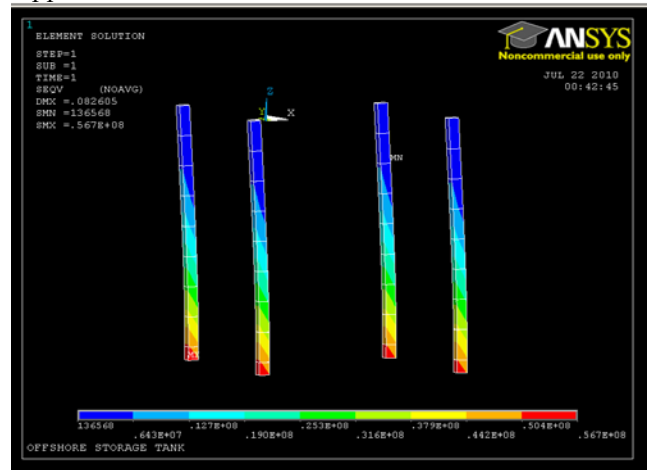 1
ELEMENT SOLUTION
STEP=1
SUB =1
TIME=1
SEQV (NOAVG)
DMX =.082605
SMN =136568
SMX =.567E+08
ANSYS
Noncommercial use only
JUL 22 2010
00:42:45
Z
Y X
MN
MX
136568 .127E+08 .253E+08 .379E+08 .504E+08
.643E+07 .190E+08 .316E+08 .442E+08 .567E+08
OFFSHORE STORAGE TANK